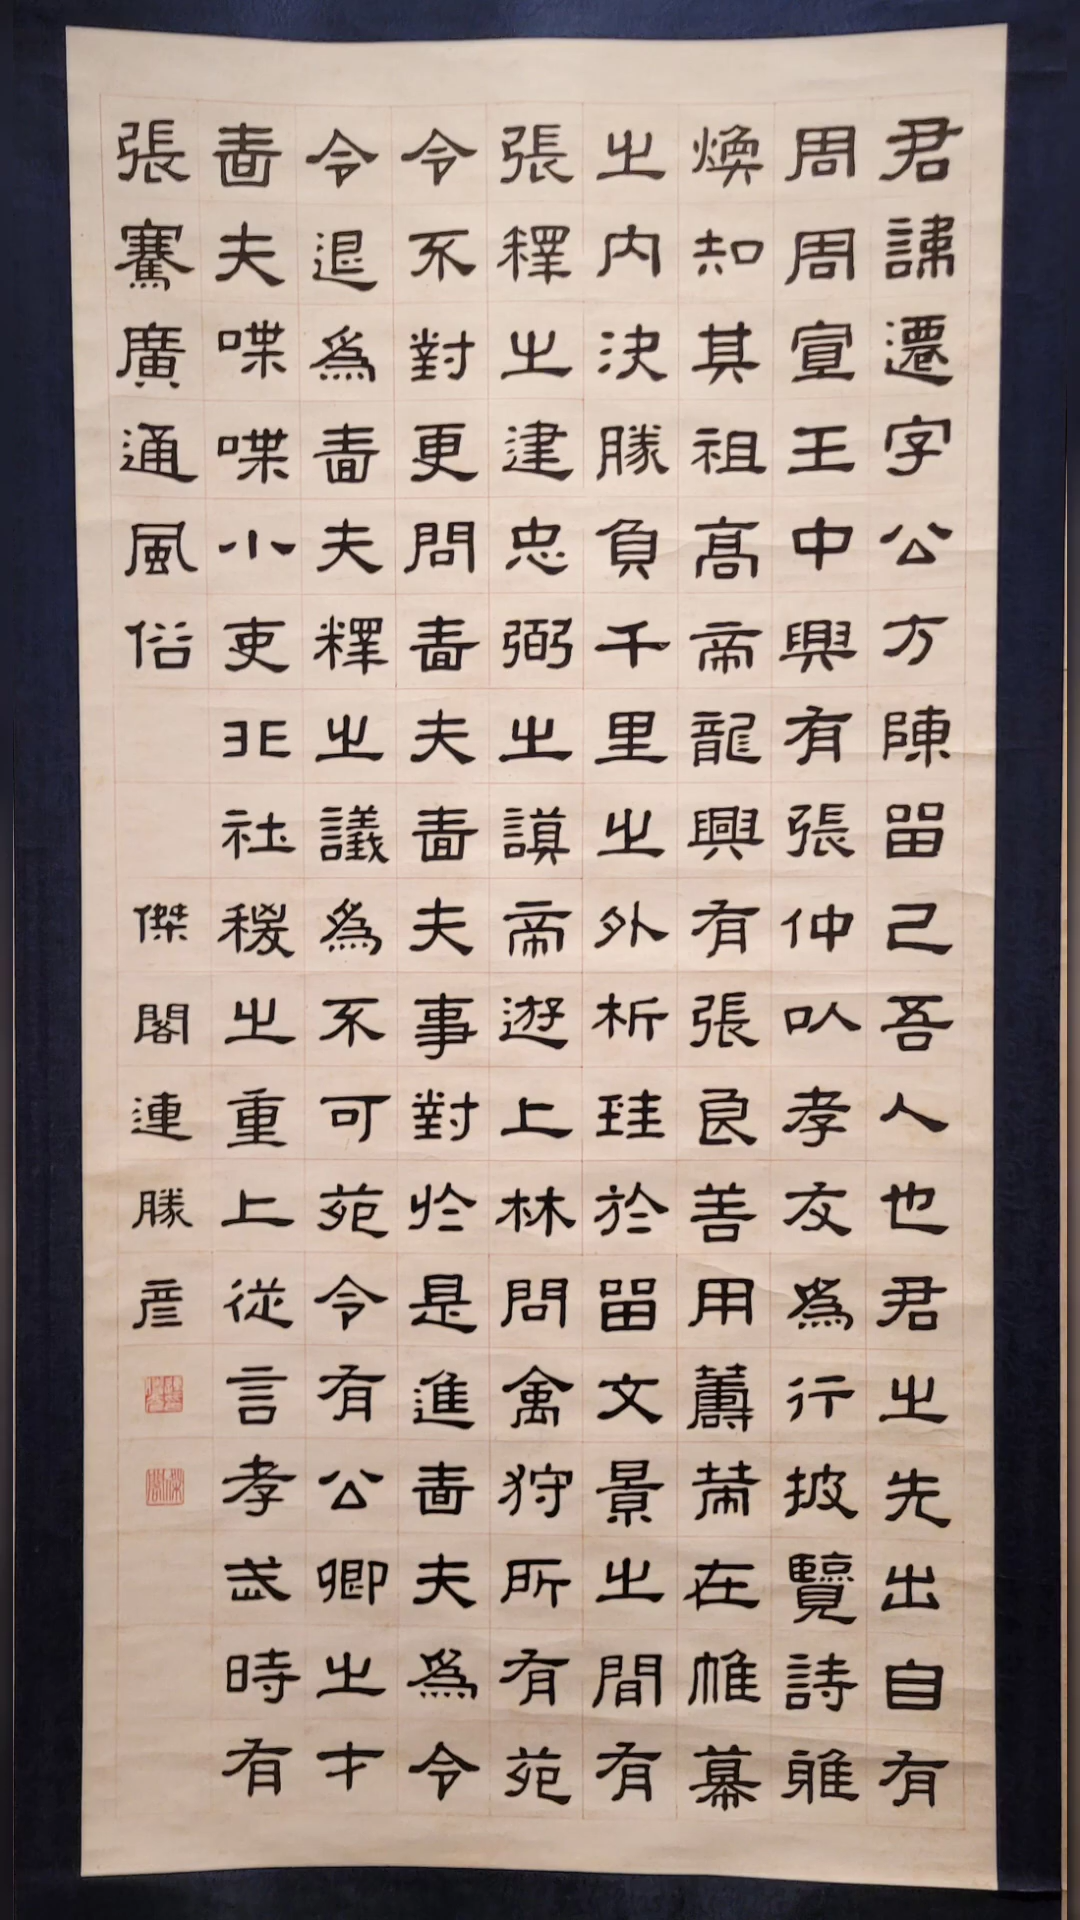 君諱遷字公方陳留己吾人也君之先出自有
周周宣王中興有張仲以孝友爲行披覽詩雅
煥知其祖高帝龍興有張良善用籌策在帷幕
之内決勝負千里之外析珪於留文景之間有
張釋之建忠弼之謨帝遊上林問禽狩所有苑
令不對更問嗇夫嗇夫事對於是進嗇夫爲令
令退爲嗇夫釋之議爲不可苑令有公卿之才
嗇夫喋喋小吏非社稷之重上從言孝武時有
張騫廣通風俗
傑閣連勝彥